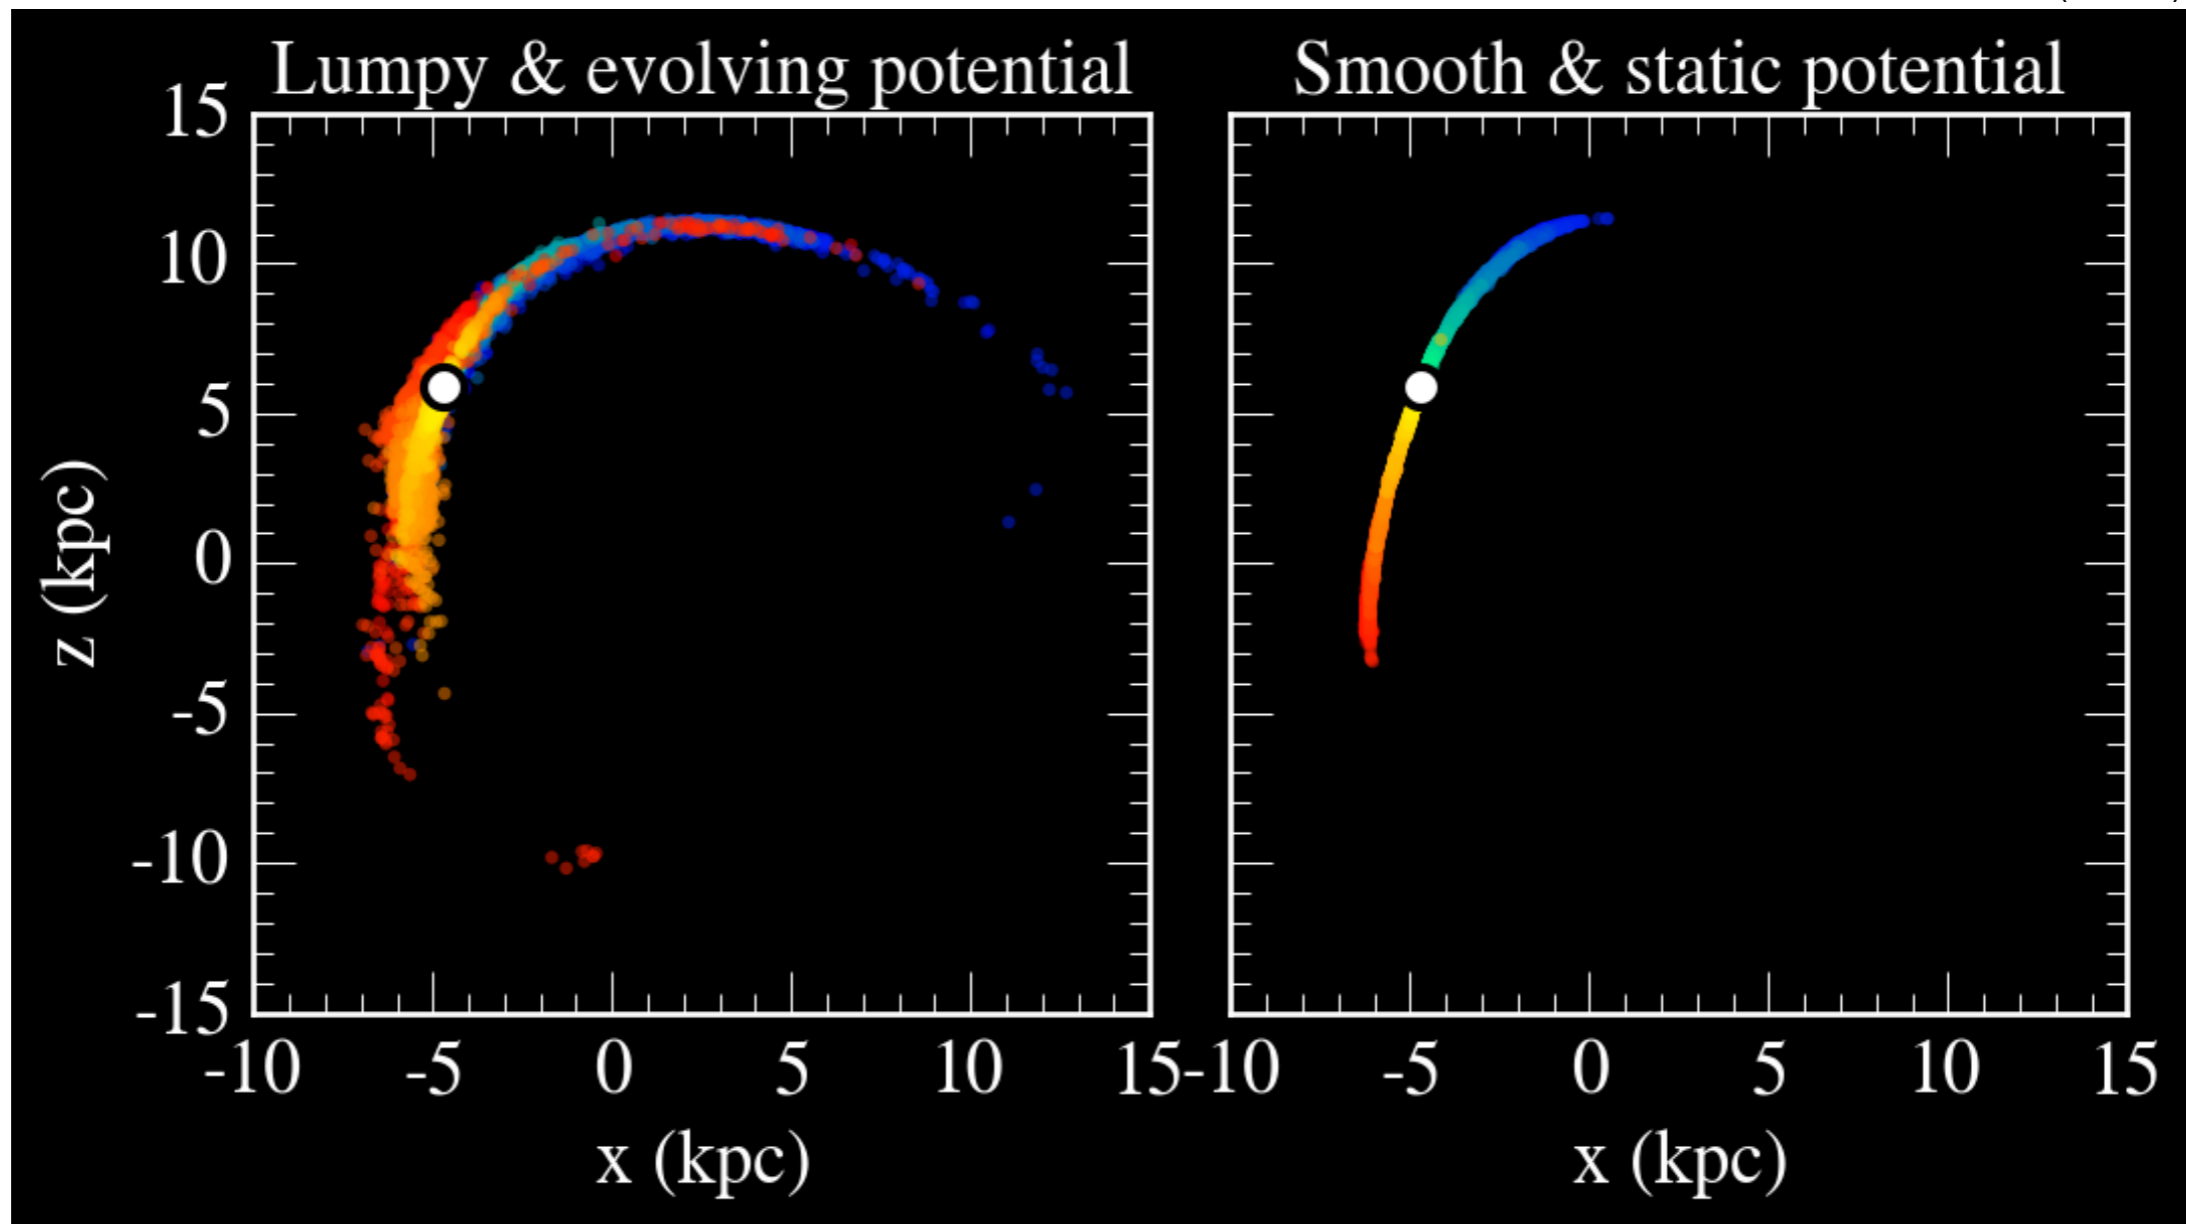 Lumpy & evolving potential
Smooth & static potential
15
10
5
0
-5
-10
-15
z (kpc)
-10 -5 0 5 10 15
-10 -5 0 5 10 15
x (kpc)
x (kpc)